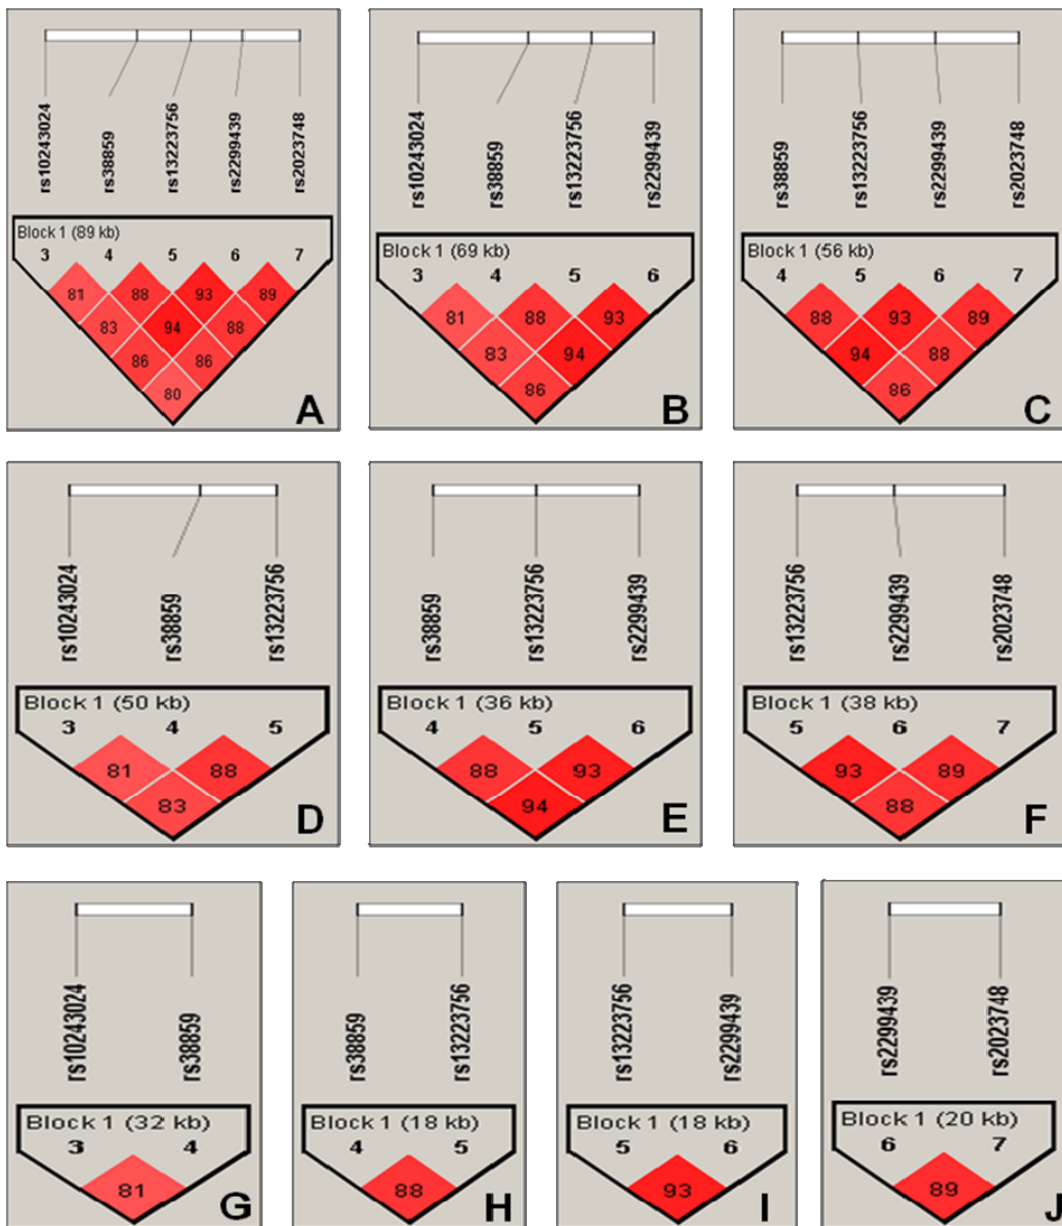 rs10243024 rs38859 rs13223756 rs2299439 rs2023748
Block 1 (89 kb)
3 4 5 6 7
81 88 93 89
83 94 88
86 86
80
A
rs10243024 rs38859 rs13223756 rs2299439
Block 1 (69 kb)
3 4 5 6
81 88 93
83 94
86
B
rs38859 rs13223756 rs2299439 rs2023748
Block 1 (56 kb)
4 5 6 7
88 93 89
94 88
86
C
rs10243024 rs38859 rs13223756
Block 1 (50 kb)
3 4 5
81 88
83
D
rs38859 rs13223756 rs2299439
Block 1 (36 kb)
4 5 6
88 93
94
E
rs13223756 rs2299439 rs2023748
Block 1 (38 kb)
5 6 7
93 89
88
F
rs10243024 rs38859
Block 1 (32 kb)
3 4
81
G
rs38859 rs13223756
Block 1 (18 kb)
4 5
88
H
rs13223756 rs2299439
Block 1 (18 kb)
5 6
93
I
rs2299439 rs2023748
Block 1 (20 kb)
6 7
89
J